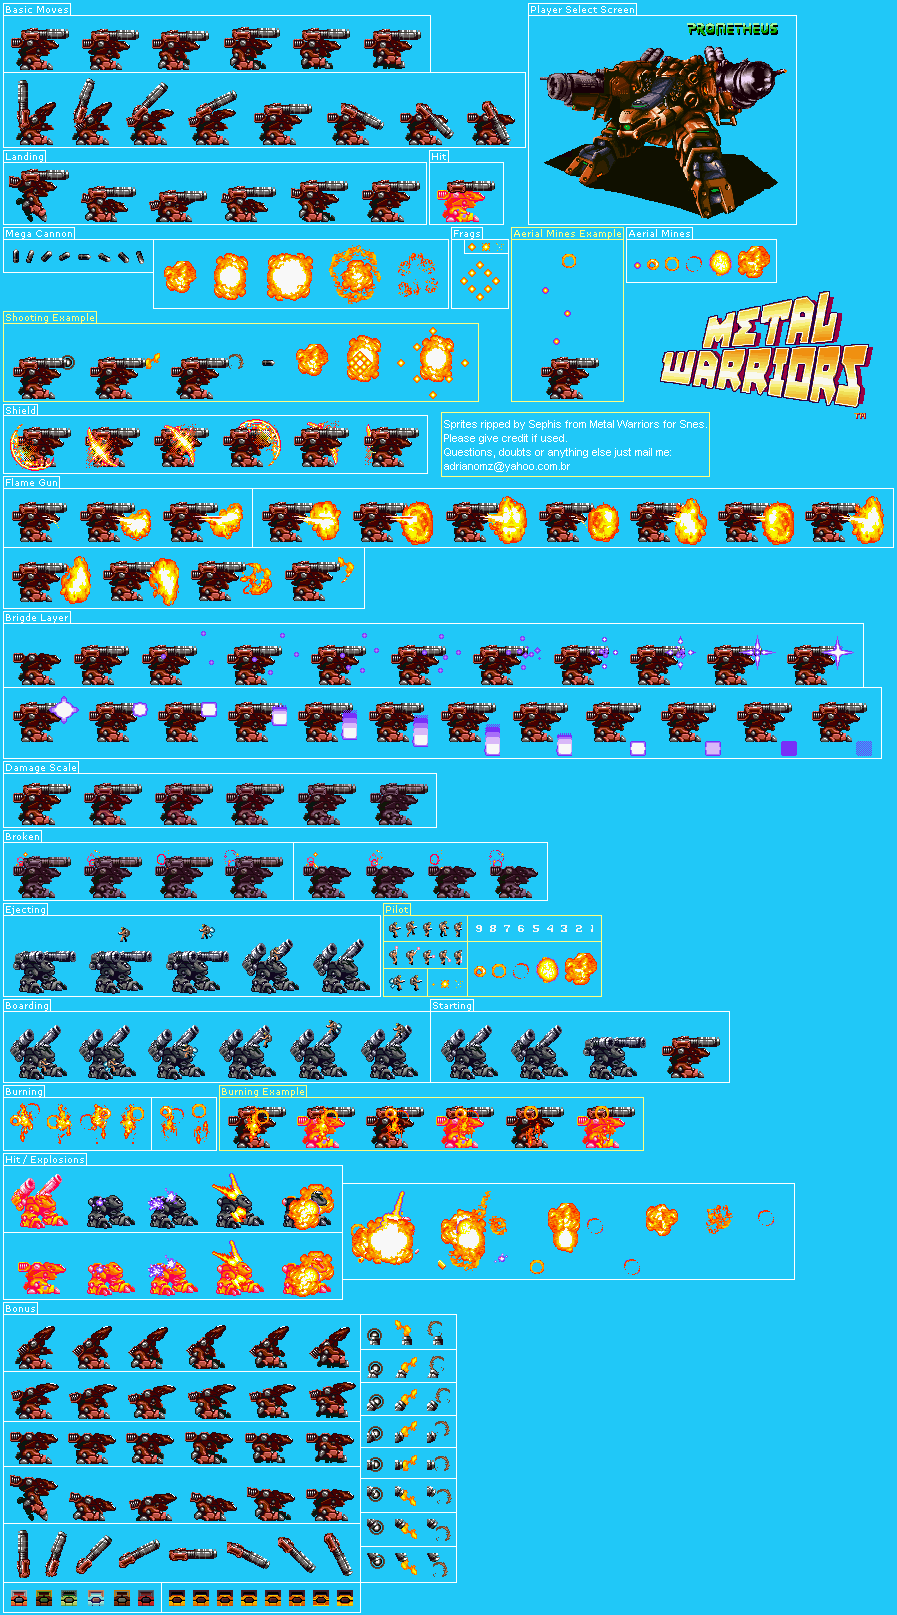 Basic Moves
Player Select Screen
PROMETHEUS
Landing
Hit
Mega Cannon
Frags
Aerial Mines Example
Aerial Mines
Shooting Example
METAL
WARRIORS
TM
Shield
Sprites ripped by Sephis from Metal Warriors for Snes.
Please give credit if used.
Questions, doubts or anything else just mail me:
adrianomz@yahoo.com.br
Flame Gun
Brigde Layer
Damage Scale
Broken
Ejecting
Pilot
9 8 7 6 5 4 3 2 1
Boarding
Starting
Burning
Burning Example
Hit / Explosions
Bonus